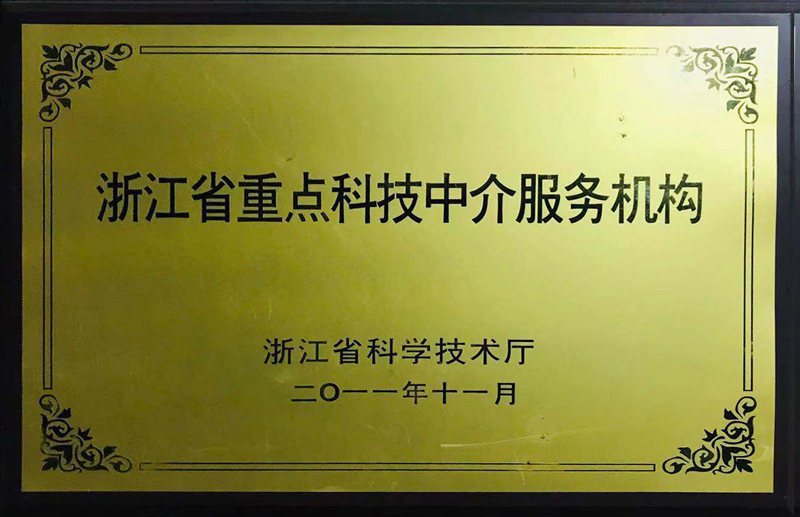 浙江省重点科技中介服务机构
浙江省科学技术厅
二O一一年十一月